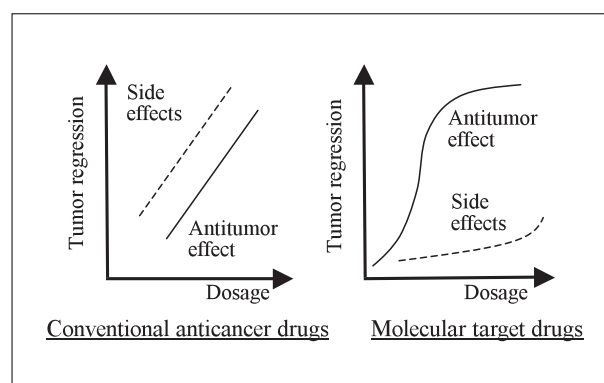 Tumor regression
Side
effects
Antitumor
effect
Dosage
Conventional anticancer drugs
Tumor regression
Antitumor
effect
Side
effects
Dosage
Molecular target drugs